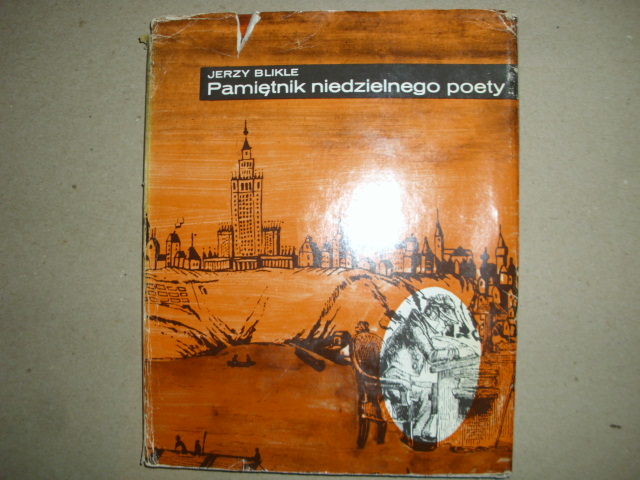 JERZY BLIKLE
Pamiętnik niedzielnego poety